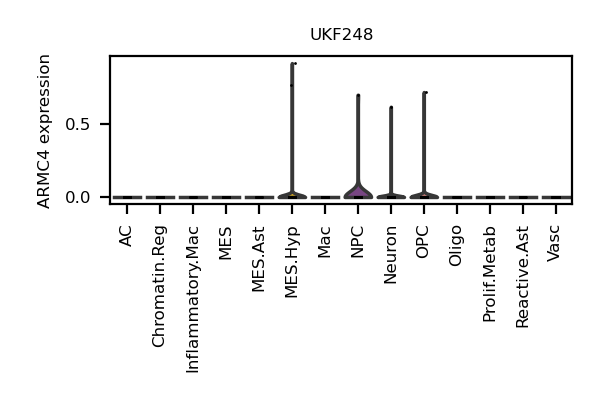 UKF248
ARMC4 expression
0.5
0.0
AC
Chromatin.Reg
Inflammatory.Mac
MES
MES.Ast
MES.Hyp
Mac
NPC
Neuron
OPC
Oligo
Prolif.Metab
Reactive.Ast
Vasc